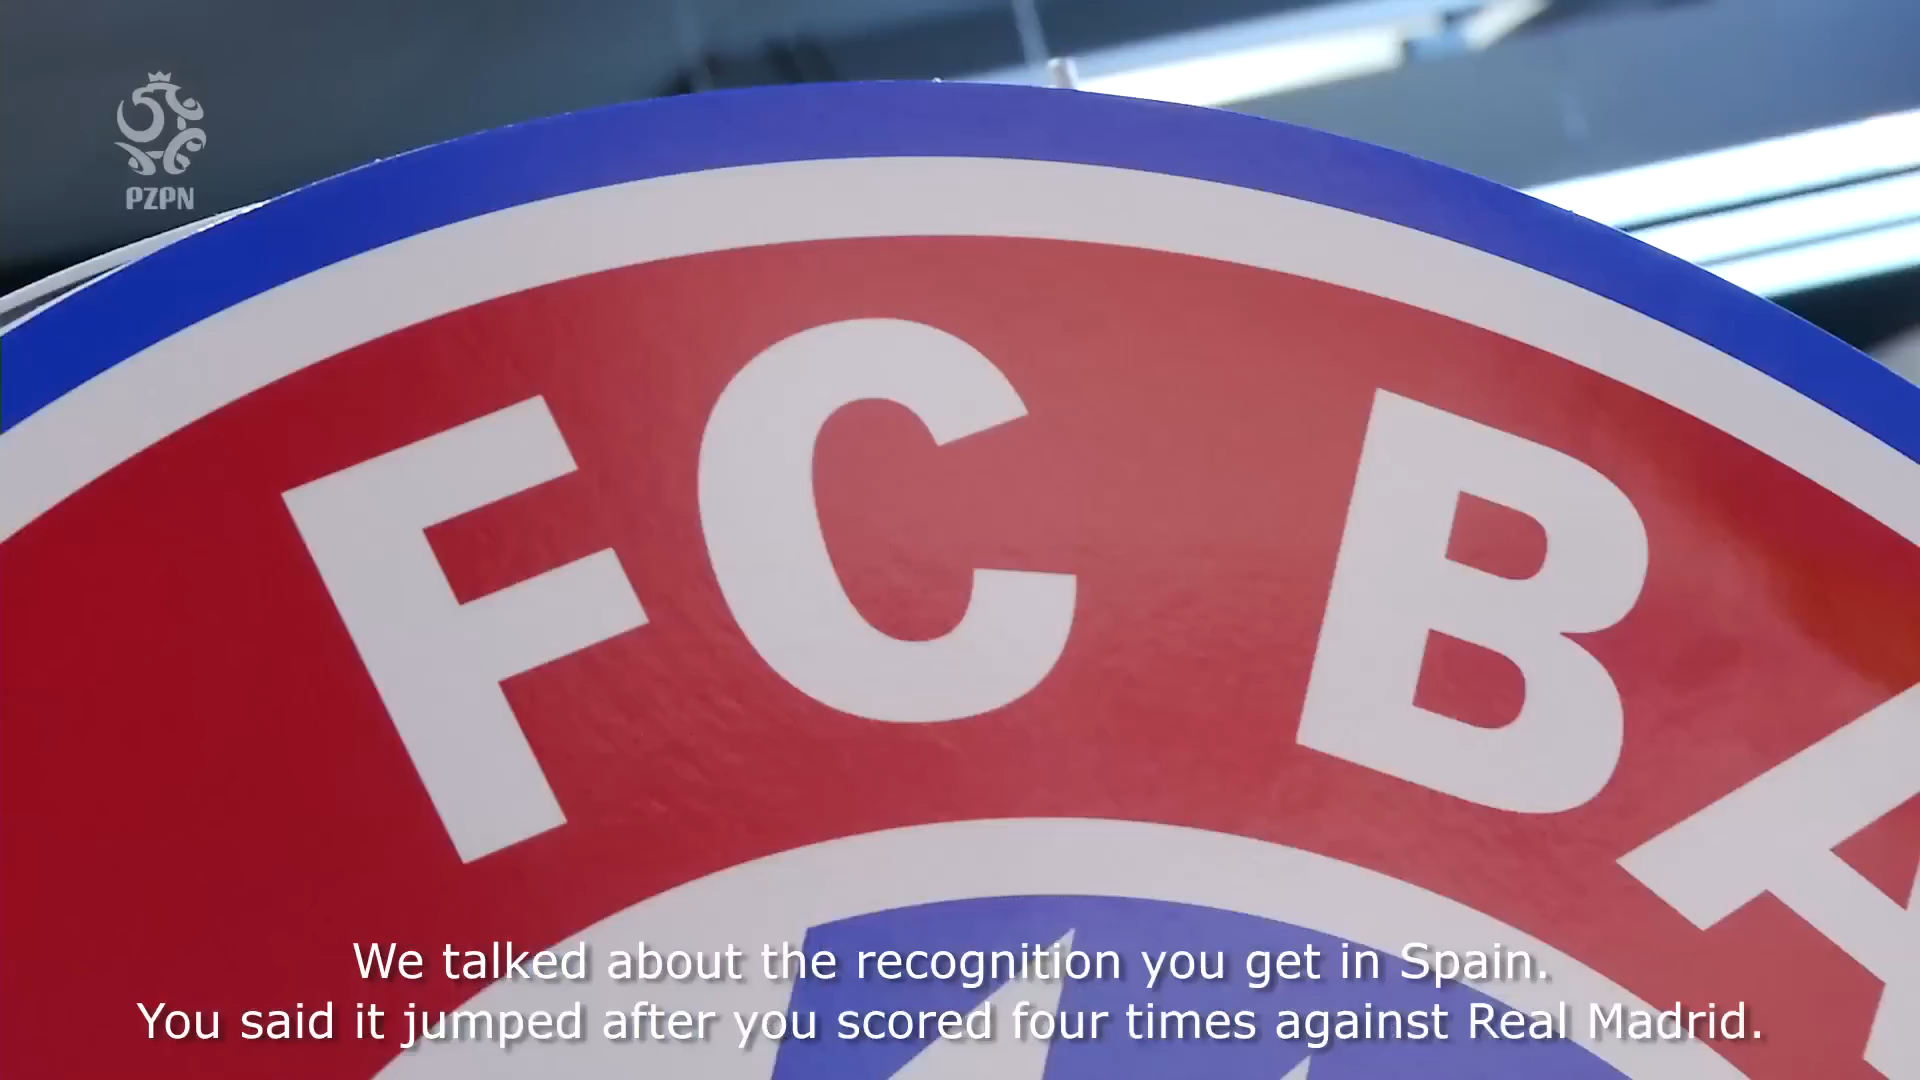 PZPN
FC BA
We talked about the recognition you get in Spain.
You said it jumped after you scored four times against Real Madrid.